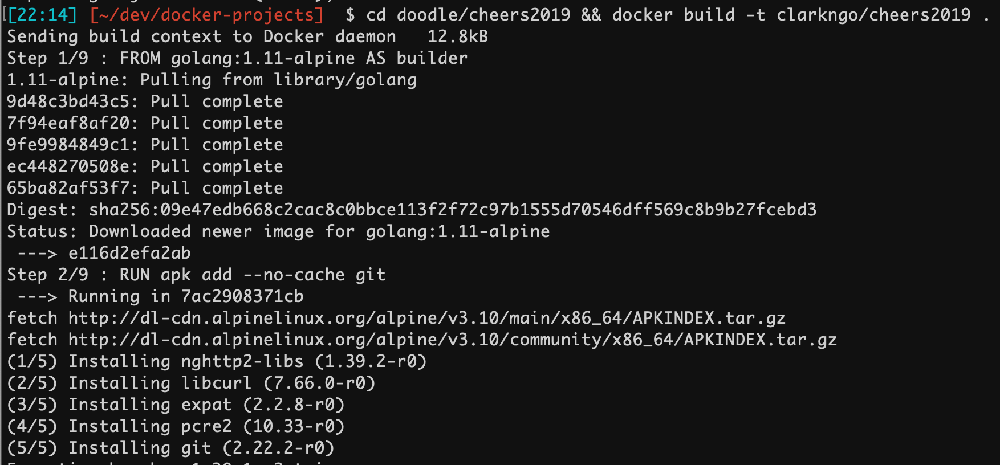 [22:14] [~/dev/docker-projects]  $ cd doodle/cheers2019 && docker build -t clarkngo/cheers2019 .
Sending build context to Docker daemon   12.8kB
Step 1/9 : FROM golang:1.11-alpine AS builder
1.11-alpine: Pulling from library/golang
9d48c3bd43c5: Pull complete
7f94eaf8af20: Pull complete
9fe9984849c1: Pull complete
ec448270508e: Pull complete
65ba82af53f7: Pull complete
Digest: sha256:09e47edb668c2cac8c0bbce113f2f72c97b1555d70546dff569c8b9b27fcebd3
Status: Downloaded newer image for golang:1.11-alpine
 ---> e116d2efa2ab
Step 2/9 : RUN apk add --no-cache git
 ---> Running in 7ac2908371cb
fetch http://dl-cdn.alpinelinux.org/alpine/v3.10/main/x86_64/APKINDEX.tar.gz
fetch http://dl-cdn.alpinelinux.org/alpine/v3.10/community/x86_64/APKINDEX.tar.gz
(1/5) Installing nghttp2-libs (1.39.2-r0)
(2/5) Installing libcurl (7.66.0-r0)
(3/5) Installing expat (2.2.8-r0)
(4/5) Installing pcre2 (10.33-r0)
(5/5) Installing git (2.22.2-r0)